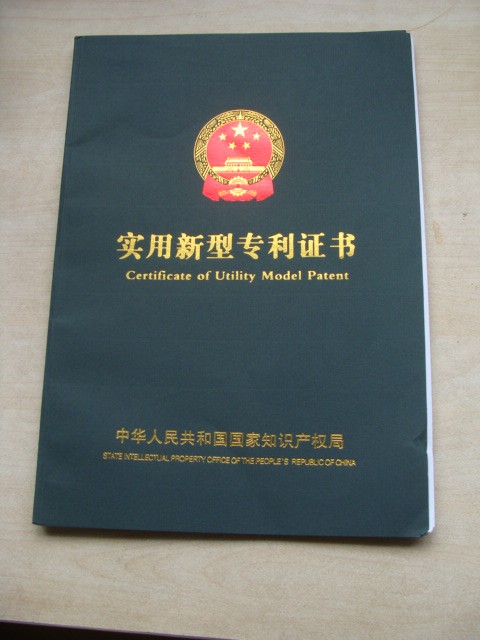 实用新型专利证书
Certificate of Utility Model Patent
中华人民共和国国家知识产权局
STATE INTELLECTUAL PROPERTY OFFICE OF THE PEOPLE'S REPUBLIC OF CHINA